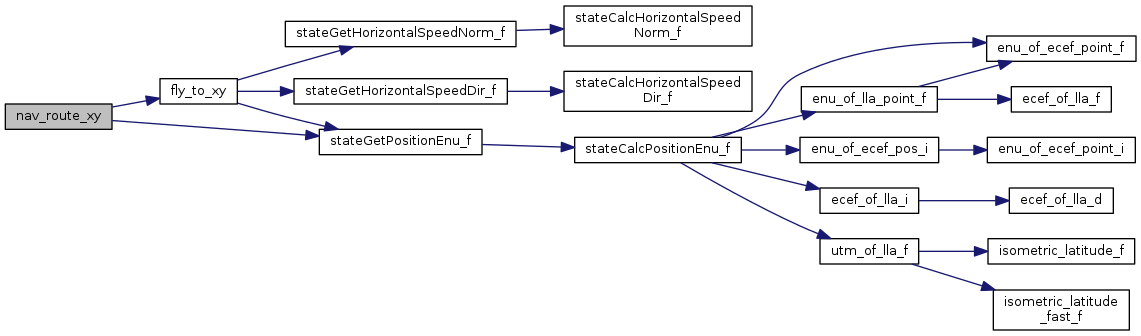 nav_route_xy
fly_to_xy
stateGetHorizontalSpeedNorm_f
stateCalcHorizontalSpeed
Norm_f
stateGetHorizontalSpeedDir_f
stateCalcHorizontalSpeed
Dir_f
stateGetPositionEnu_f
stateCalcPositionEnu_f
enu_of_ecef_point_f
enu_of_lla_point_f
ecef_of_lla_f
enu_of_ecef_pos_i
enu_of_ecef_point_i
ecef_of_lla_i
ecef_of_lla_d
utm_of_lla_f
isometric_latitude_f
isometric_latitude
_fast_f